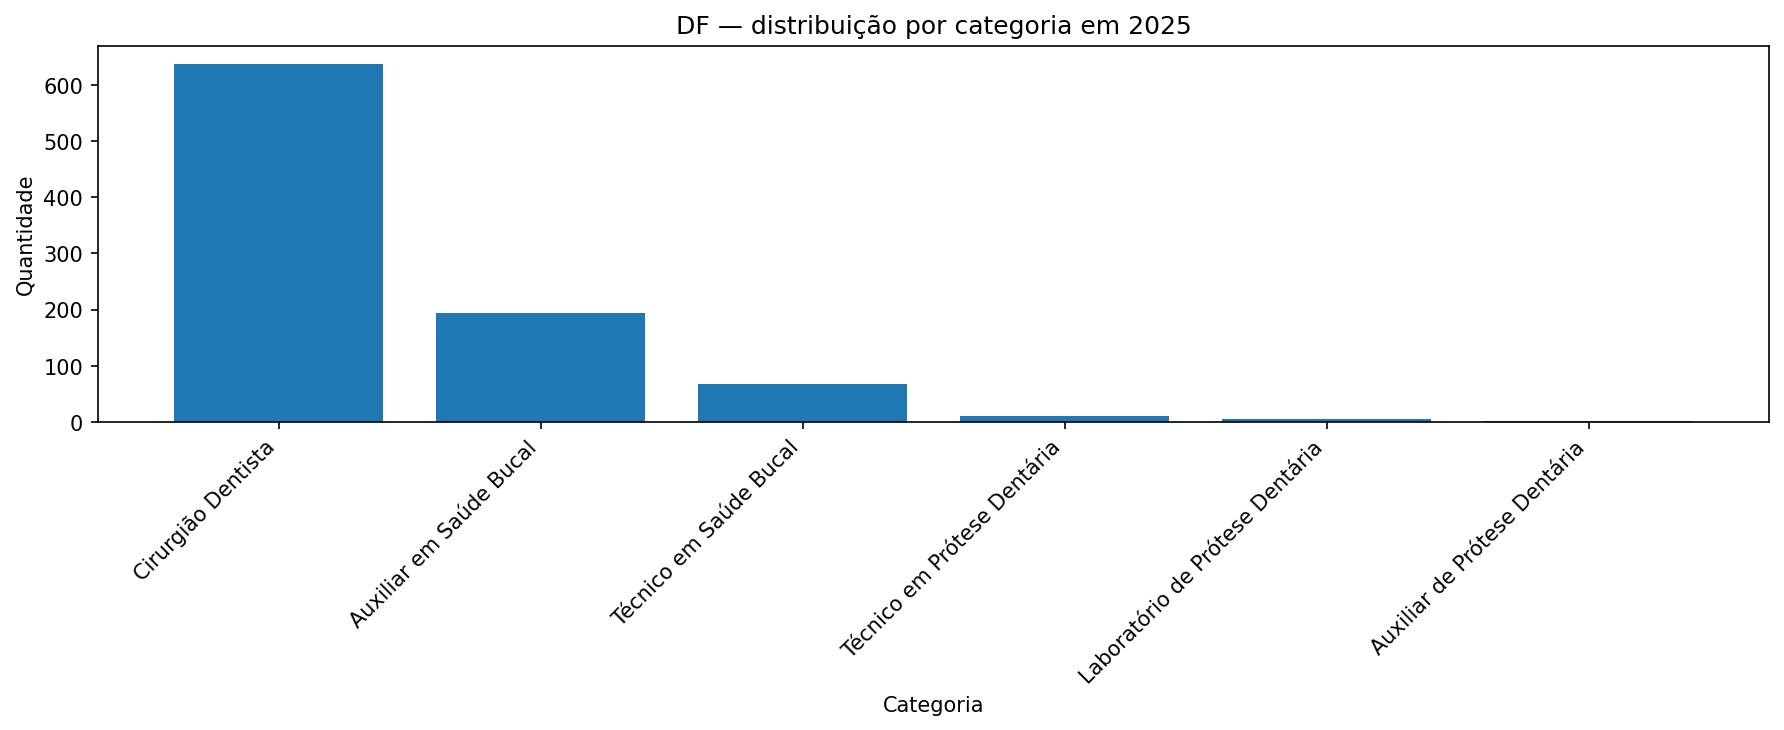 DF — distribuição por categoria em 2025
Quantidade
600
500
400
300
200
100
0
Cirurgião Dentista
Auxiliar em Saúde Bucal
Técnico em Saúde Bucal
Técnico em Prótese Dentária
Laboratório de Prótese Dentária
Auxiliar de Prótese Dentária
Categoria